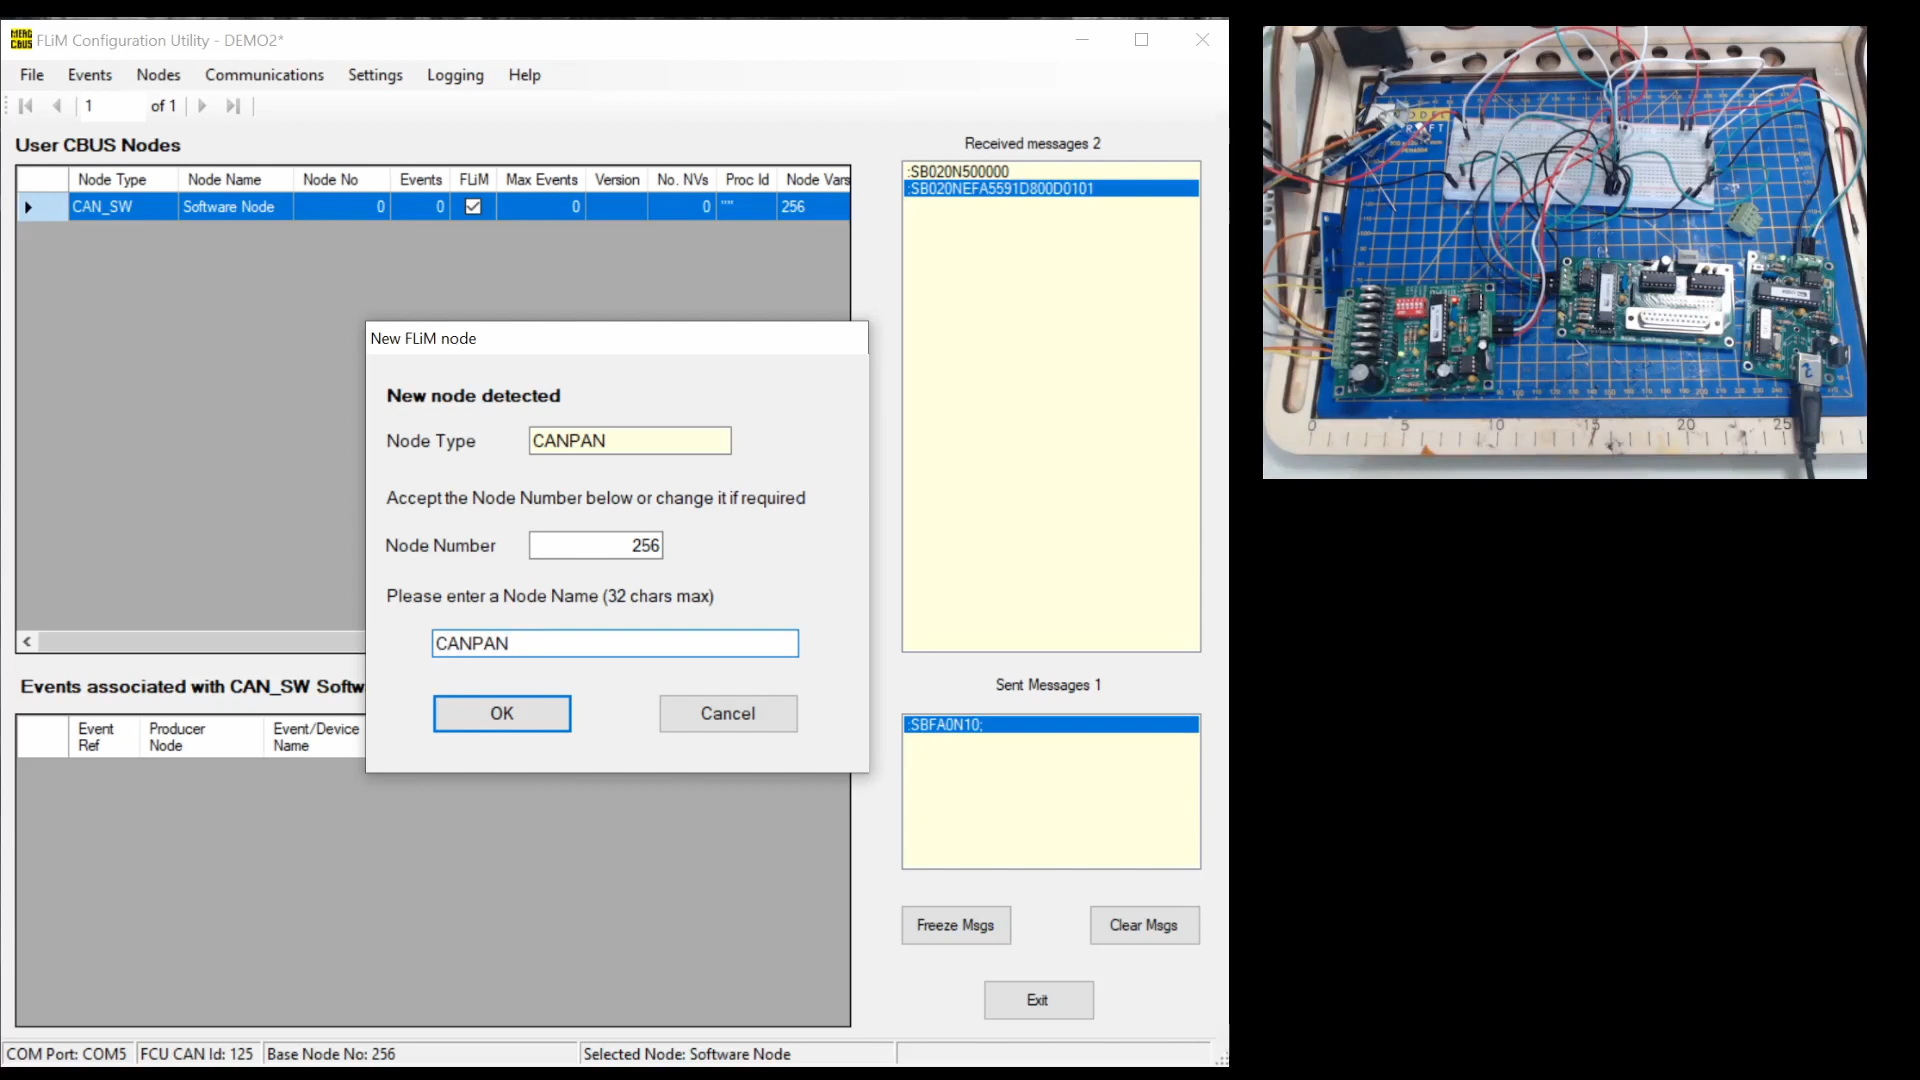 FLiM Configuration Utility - DEMO2*
File Events Nodes Communications Settings Logging Help
1 of 1
User CBUS Nodes
Node Type Node Name Node No Events FLiM Max Events Version No. NVs Proc Id Node Vars
CAN_SW Software Node 0 0 0 0 "" 256
Received messages 2
:SB020N500000
:SB020NEFA5591D800D0101
New FLiM node
New node detected
Node Type CANPAN
Accept the Node Number below or change it if required
Node Number 256
Please enter a Node Name (32 chars max)
CANPAN
OK Cancel
Events associated with CAN_SW Softw
Event Ref Producer Node Event/Device Name
Sent Messages 1
:SBFA0N10;
Freeze Msgs Clear Msgs
Exit
COM Port: COM5 FCU CAN Id: 125 Base Node No: 256 Selected Node: Software Node
MERG
CBUS
0 5 10 15 20 25